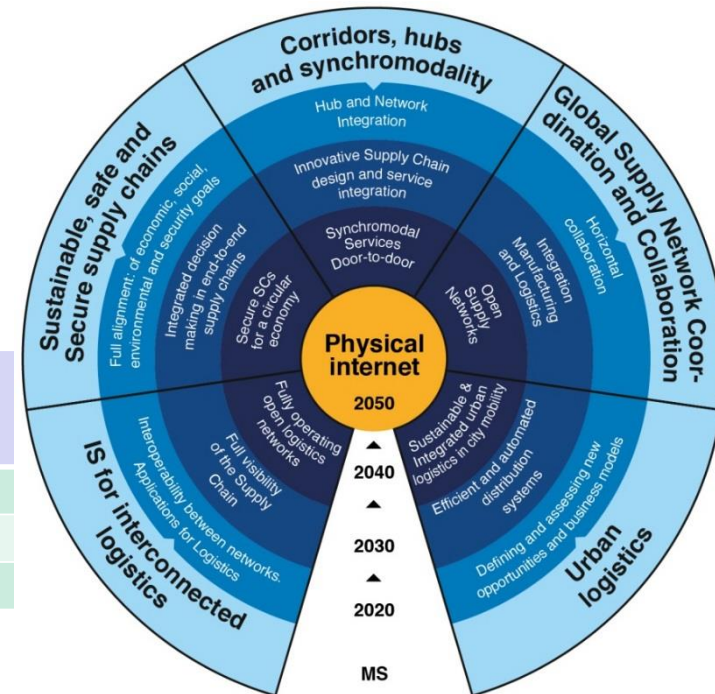 Corridors, hubs
and synchromodality
Hub and Network
Integration
Innovative Supply Chain
design and service
integration
Synchromodal
Services
Door-to-door
Global Supply Network Coor-
dination and Collaboration
Horizontal
collaboration
Integration
Manufacturing
and Logistics
Open
Supply
Networks
Urban
logistics
Defining and assessing new
opportunities and business models
Efficient and automated
distribution
systems
Sustainable &
Integrated urban
logistics in city mobility
Sustainable, safe and
Secure supply chains
Full alignment: of economic, social,
environmental and security goals
Integrated decision
making in end-to-end
supply chains
Secure SCs
for a circular
economy
IS for interconnected
logistics
Interoperability between networks.
Applications for Logistics
Full visibility
of the Supply
Chain
Fully operating
open logistics
networks
Physical
internet
2050
2040
2030
2020
MS